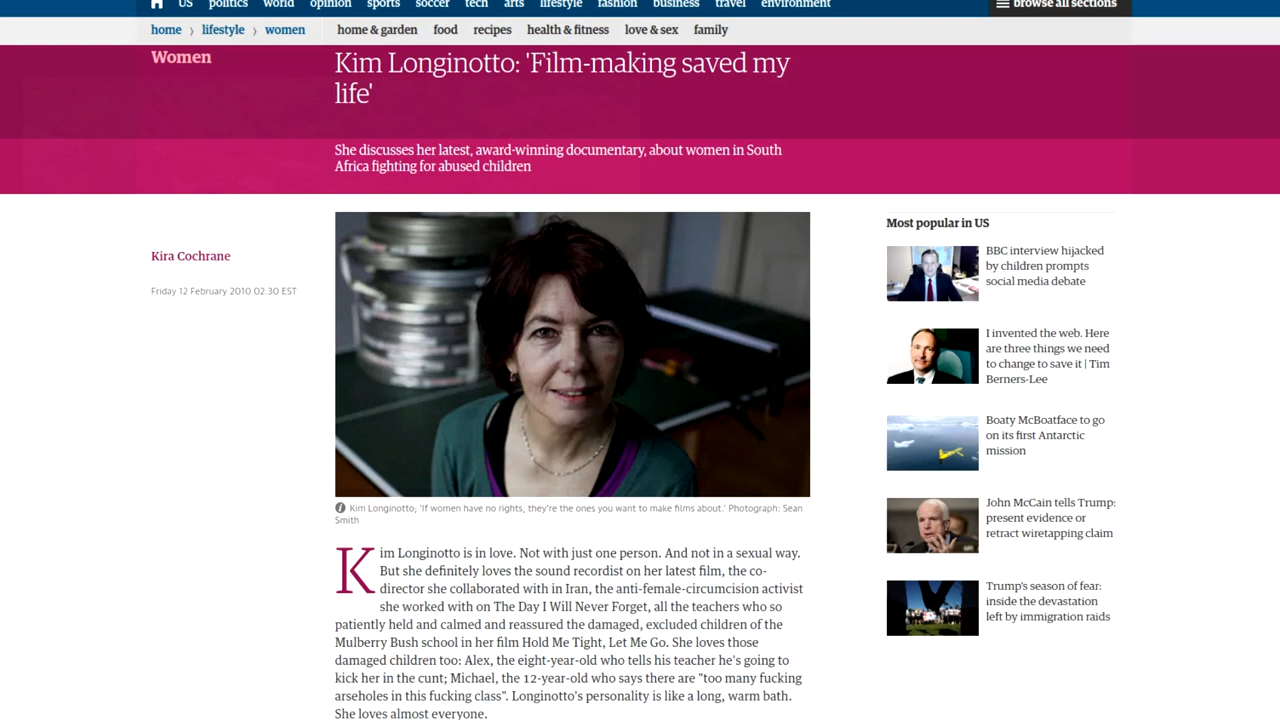 US politics world opinion sports soccer tech arts lifestyle fashion business travel environment browse all sections
home › lifestyle › women home & garden food recipes health & fitness love & sex family
Women
Kim Longinotto: 'Film-making saved my
life'
She discusses her latest, award-winning documentary, about women in South
Africa fighting for abused children
Kira Cochrane
Friday 12 February 2010 02.30 EST
Kim Longinotto; 'If women have no rights, they're the ones you want to make films about.' Photograph: Sean
Smith
Kim Longinotto is in love. Not with just one person. And not in a sexual way.
But she definitely loves the sound recordist on her latest film, the co-
director she collaborated with in Iran, the anti-female-circumcision activist
she worked with on The Day I Will Never Forget, all the teachers who so
patiently held and calmed and reassured the damaged, excluded children of the
Mulberry Bush school in her film Hold Me Tight, Let Me Go. She loves those
damaged children too: Alex, the eight-year-old who tells his teacher he's going to
kick her in the cunt; Michael, the 12-year-old who says there are "too many fucking
arseholes in this fucking class". Longinotto's personality is like a long, warm bath.
She loves almost everyone.
Most popular in US
BBC interview hijacked
by children prompts
social media debate
I invented the web. Here
are three things we need
to change to save it | Tim
Berners-Lee
Boaty McBoatface to go
on its first Antarctic
mission
John McCain tells Trump:
present evidence or
retract wiretapping claim
Trump's season of fear:
inside the devastation
left by immigration raids